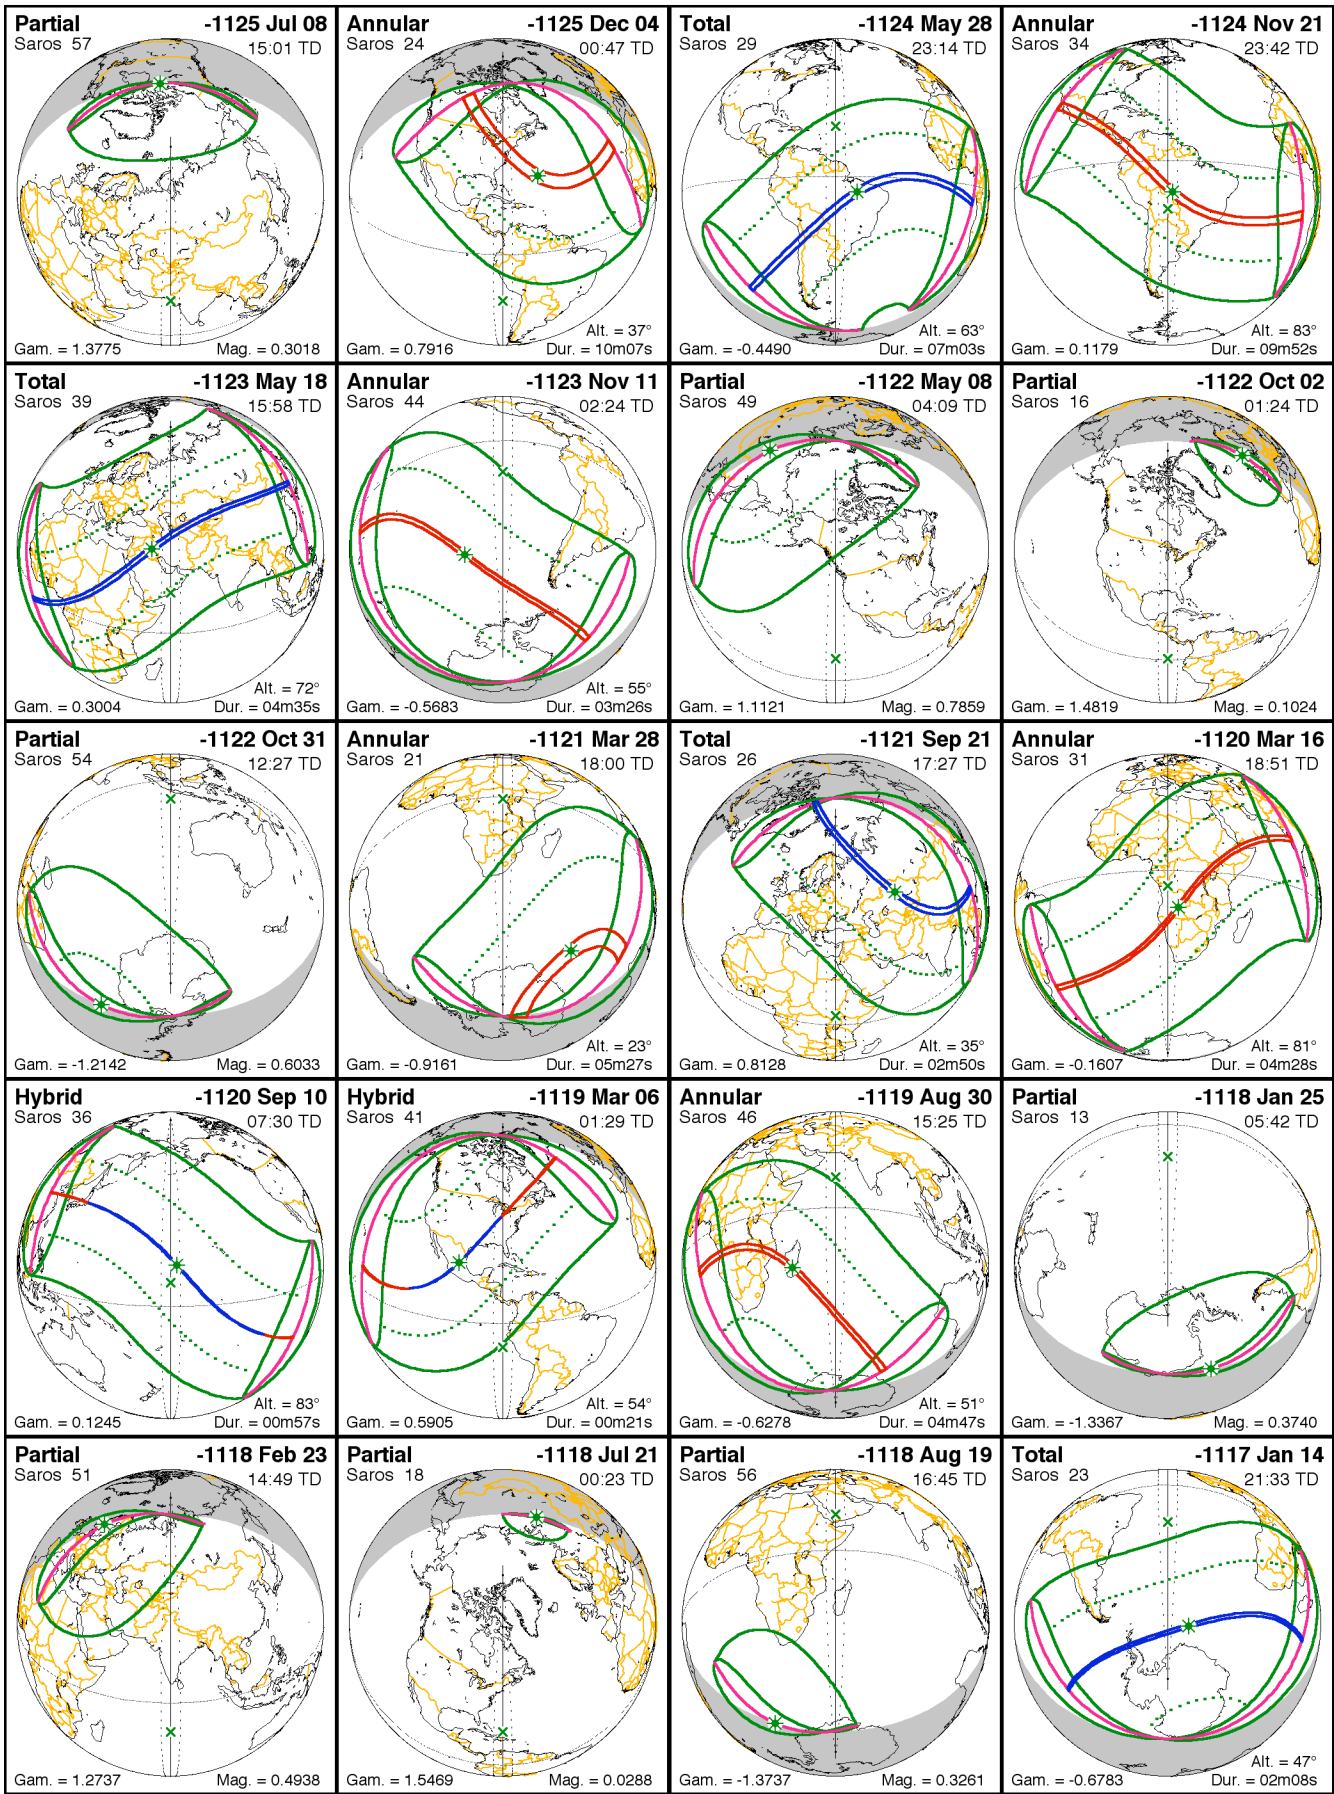 Partial -1125 Jul 08
Saros 57 15:01 TD
Gam. = 1.3775 Mag. = 0.3018
Annular -1125 Dec 04
Saros 24 00:47 TD
Alt. = 37°
Gam. = 0.7916 Dur. = 10m07s
Total -1124 May 28
Saros 29 23:14 TD
Alt. = 63°
Gam. = -0.4490 Dur. = 07m03s
Annular -1124 Nov 21
Saros 34 23:42 TD
Alt. = 83°
Gam. = 0.1179 Dur. = 09m52s
Total -1123 May 18
Saros 39 15:58 TD
Alt. = 72°
Gam. = 0.3004 Dur. = 04m35s
Annular -1123 Nov 11
Saros 44 02:24 TD
Alt. = 55°
Gam. = -0.5683 Dur. = 03m26s
Partial -1122 May 08
Saros 49 04:09 TD
Gam. = 1.1121 Mag. = 0.7859
Partial -1122 Oct 02
Saros 16 01:24 TD
Gam. = 1.4819 Mag. = 0.1024
Partial -1122 Oct 31
Saros 54 12:27 TD
Gam. = -1.2142 Mag. = 0.6033
Annular -1121 Mar 28
Saros 21 18:00 TD
Alt. = 23°
Gam. = -0.9161 Dur. = 05m27s
Total -1121 Sep 21
Saros 26 17:27 TD
Alt. = 35°
Gam. = 0.8128 Dur. = 02m50s
Annular -1120 Mar 16
Saros 31 18:51 TD
Alt. = 81°
Gam. = -0.1607 Dur. = 04m28s
Hybrid -1120 Sep 10
Saros 36 07:30 TD
Alt. = 83°
Gam. = 0.1245 Dur. = 00m57s
Hybrid -1119 Mar 06
Saros 41 01:29 TD
Alt. = 54°
Gam. = 0.5905 Dur. = 00m21s
Annular -1119 Aug 30
Saros 46 15:25 TD
Alt. = 51°
Gam. = -0.6278 Dur. = 04m47s
Partial -1118 Jan 25
Saros 13 05:42 TD
Gam. = -1.3367 Mag. = 0.3740
Partial -1118 Feb 23
Saros 51 14:49 TD
Gam. = 1.2737 Mag. = 0.4938
Partial -1118 Jul 21
Saros 18 00:23 TD
Gam. = 1.5469 Mag. = 0.0288
Partial -1118 Aug 19
Saros 56 16:45 TD
Gam. = -1.3737 Mag. = 0.3261
Total -1117 Jan 14
Saros 23 21:33 TD
Alt. = 47°
Gam. = -0.6783 Dur. = 02m08s